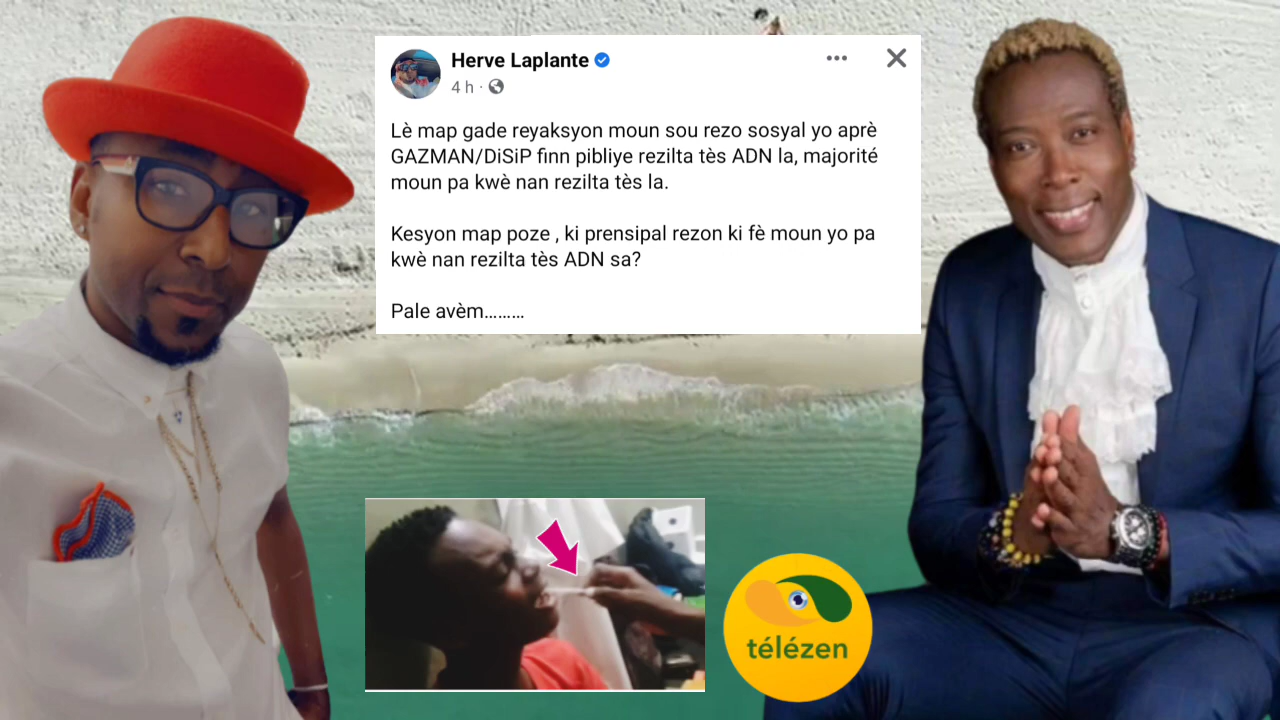 Herve Laplante
4 h ·
Lè map gade reyaksyon moun sou rezo sosyal yo aprè
GAZMAN/DiSiP finn pibliye rezilta tès ADN la, majorité
moun pa kwè nan rezilta tès la.
Kesyon map poze , ki prensipal rezon ki fè moun yo pa
kwè nan rezilta tès ADN sa?
Pale avèm.........
télézen